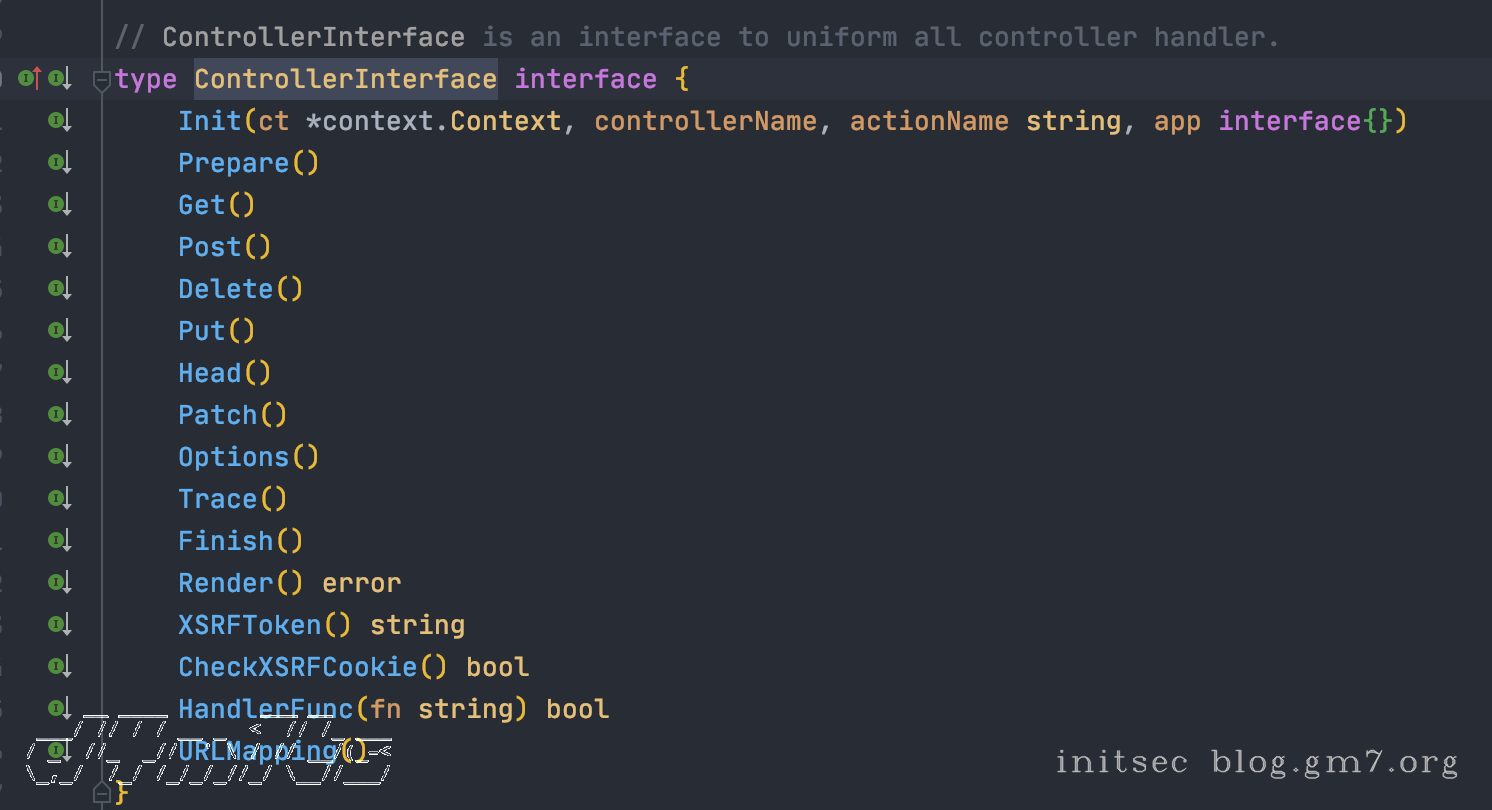 // ControllerInterface is an interface to uniform all controller handler.
type ControllerInterface interface {
Init(ct *context.Context, controllerName, actionName string, app interface{})
Prepare()
Get()
Post()
Delete()
Put()
Head()
Patch()
Options()
Trace()
Finish()
Render() error
XSRFToken() string
CheckXSRFCookie() bool
HandlerFunc(fn string) bool
URLMapping()
}
initsec blog.gm7.org